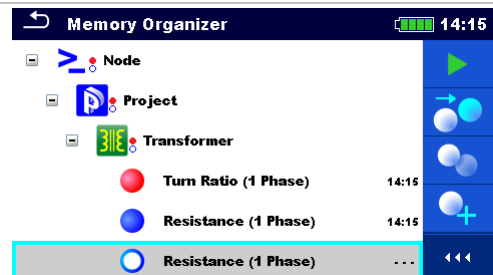 Memory Organizer 14:15
Node
Project
Transformer
Turn Ratio (1 Phase) 14:15
Resistance (1 Phase) 14:15
Resistance (1 Phase) ---